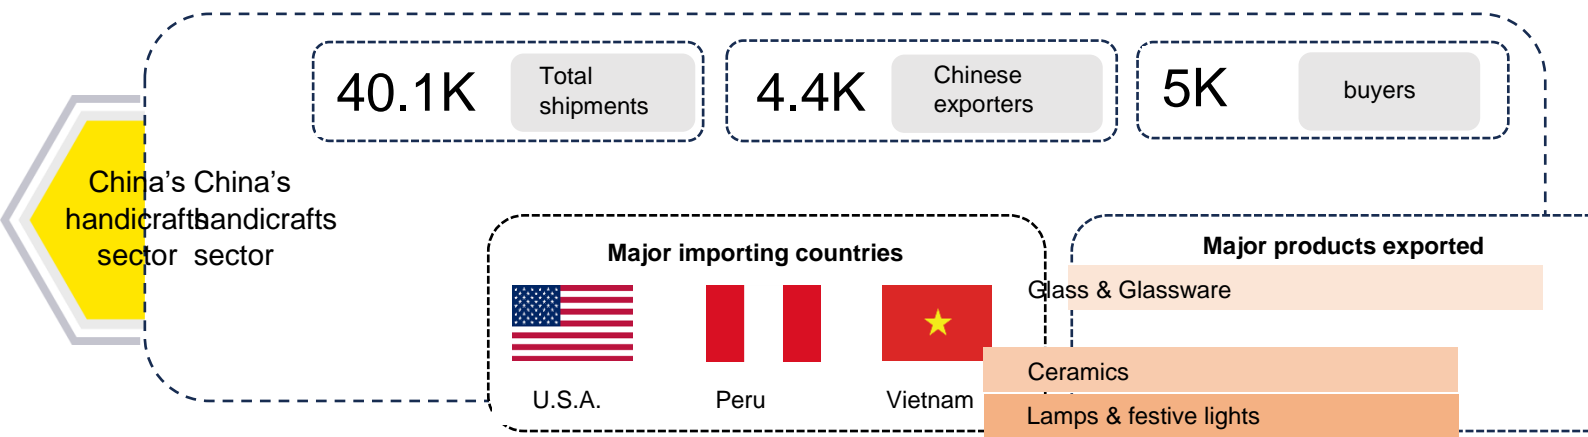 40.1K
Total
shipments
4.4K
Chinese
exporters
5K
buyers
China's
handicrafts
sector
China's
handicrafts
sector
Major importing countries
U.S.A.
Peru
Vietnam
Major products exported
Glass & Glassware
Ceramics
Lamps & festive lights